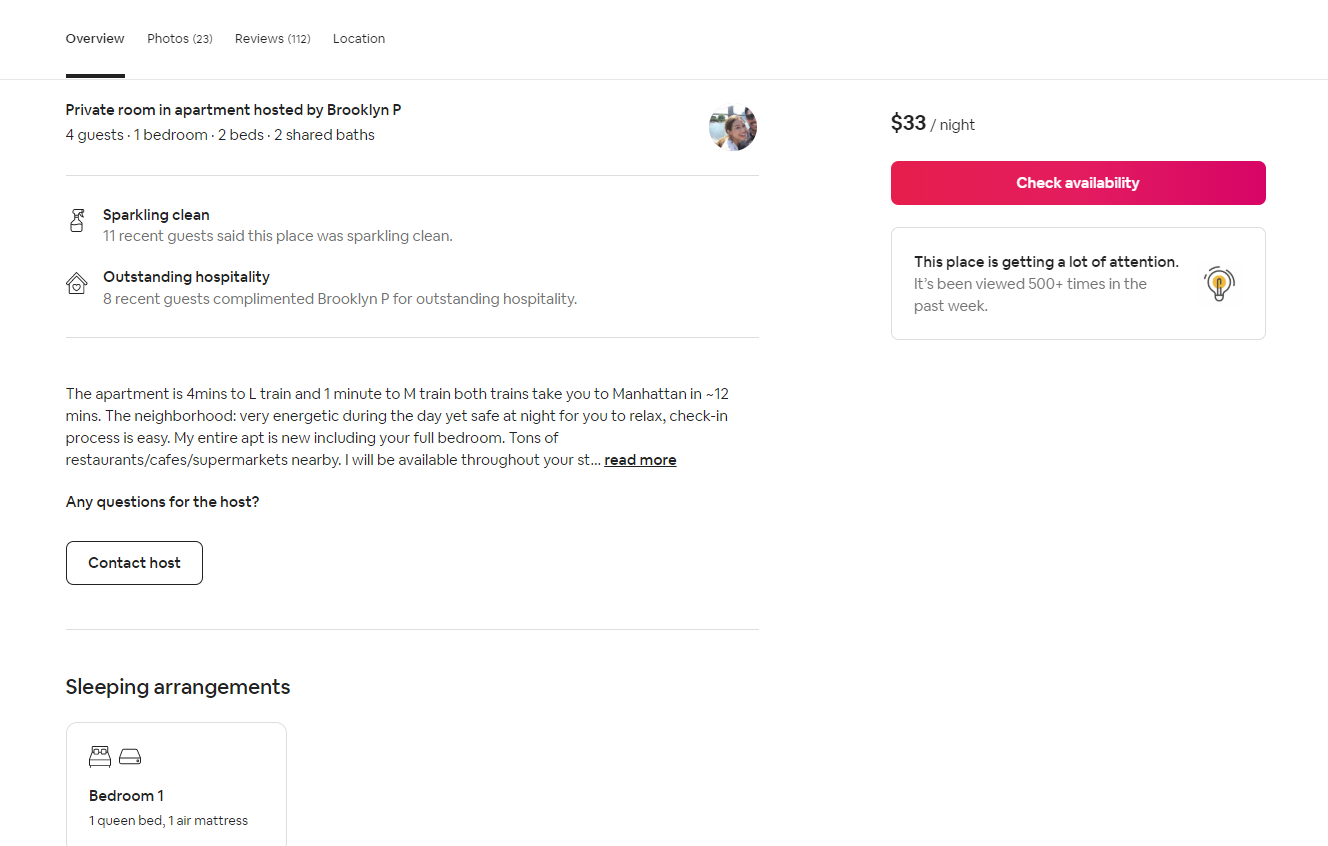 Overview Photos (23) Reviews (112) Location
Private room in apartment hosted by Brooklyn P
4 guests · 1 bedroom · 2 beds · 2 shared baths
Sparkling clean
11 recent guests said this place was sparkling clean.
Outstanding hospitality
8 recent guests complimented Brooklyn P for outstanding hospitality.
The apartment is 4mins to L train and 1 minute to M train both trains take you to Manhattan in ~12
mins. The neighborhood: very energetic during the day yet safe at night for you to relax, check-in
process is easy. My entire apt is new including your full bedroom. Tons of
restaurants/cafes/supermarkets nearby. I will be available throughout your st... read more
Any questions for the host?
Contact host
Sleeping arrangements
Bedroom 1
1 queen bed, 1 air mattress
$33 / night
Check availability
This place is getting a lot of attention.
It's been viewed 500+ times in the
past week.